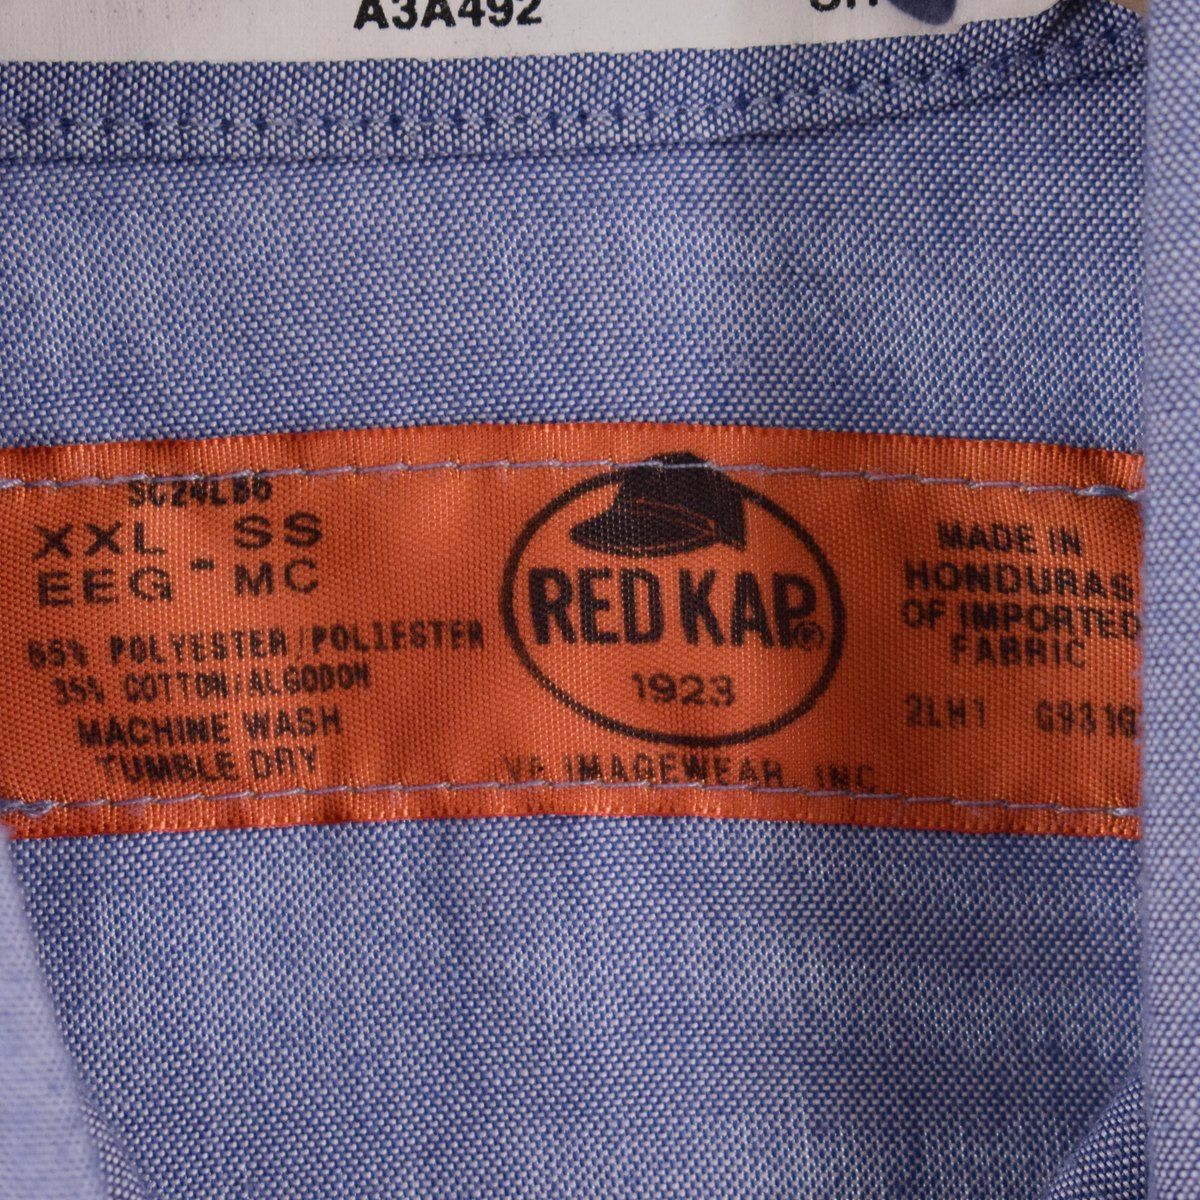 A3A492
SC24LB6
XXL - SS
EEG MC
65% POLYESTER/POLIESTER
35% COTTON/ALGODON
MACHINE WASH
TUMBLE DRY
RED KAP®
1923
VF IMAGEWEAR, INC
MADE IN
HONDURAS
OF IMPORTED
FABRIC
2LH1